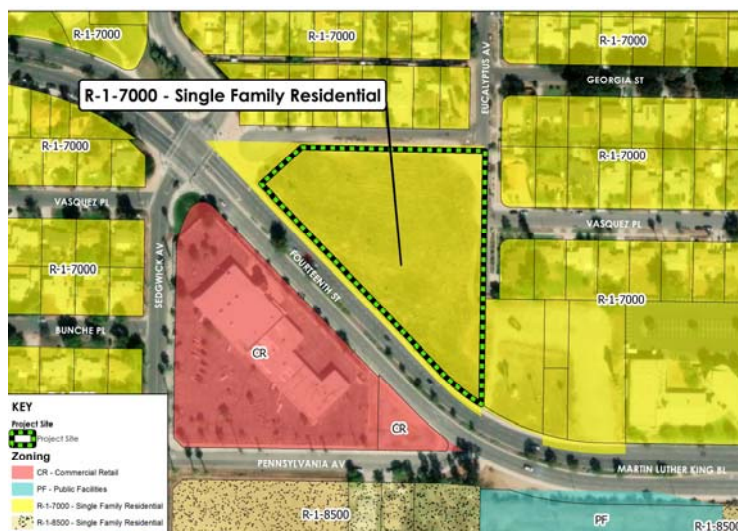 R-1-7000
R-1-7000
R-1-7000
EUCALYPTUS AV
GEORGIA ST
R-1-7000 - Single Family Residential
R-1-7000
R-1-7000
VASQUEZ PL
VASQUEZ PL
SEDGWICK AV
FOURTEENTH ST
R-1-7000
R-1-7000
BUNCHE PL
CR
CR
KEY
Project Site
Project Site
Zoning
CR - Commercial Retail
PF - Public Facilities
R-1-7000 - Single Family Residential
R-1-8500 - Single Family Residential
PENNSYLVANIA AV
MARTIN LUTHER KING BL
R-1-8500
PF
R-1-8500